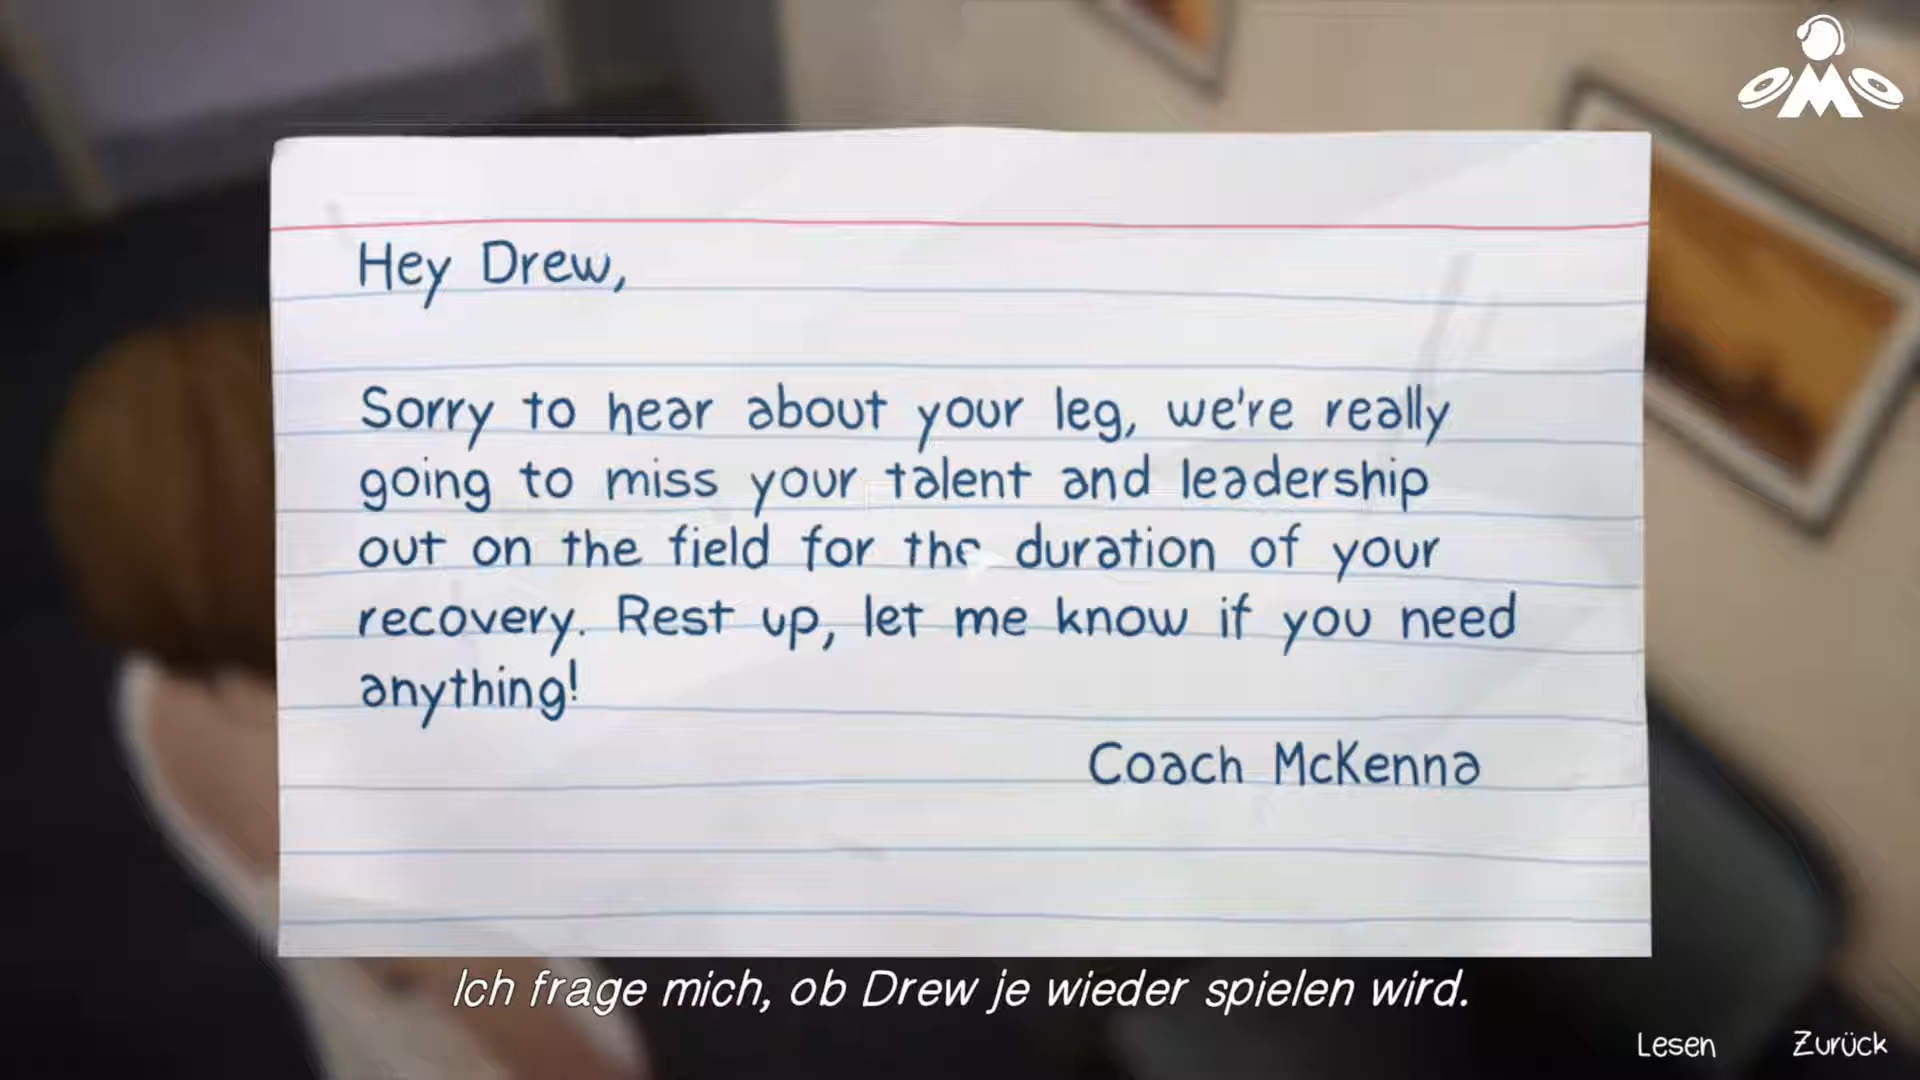 Hey Drew,
Sorry to hear about your leg, we're really
going to miss your talent and leadership
out on the field for the duration of your
recovery. Rest up, let me know if you need
anything!
Coach McKenna
Ich frage mich, ob Drew je wieder spielen wird.
Lesen Zurück